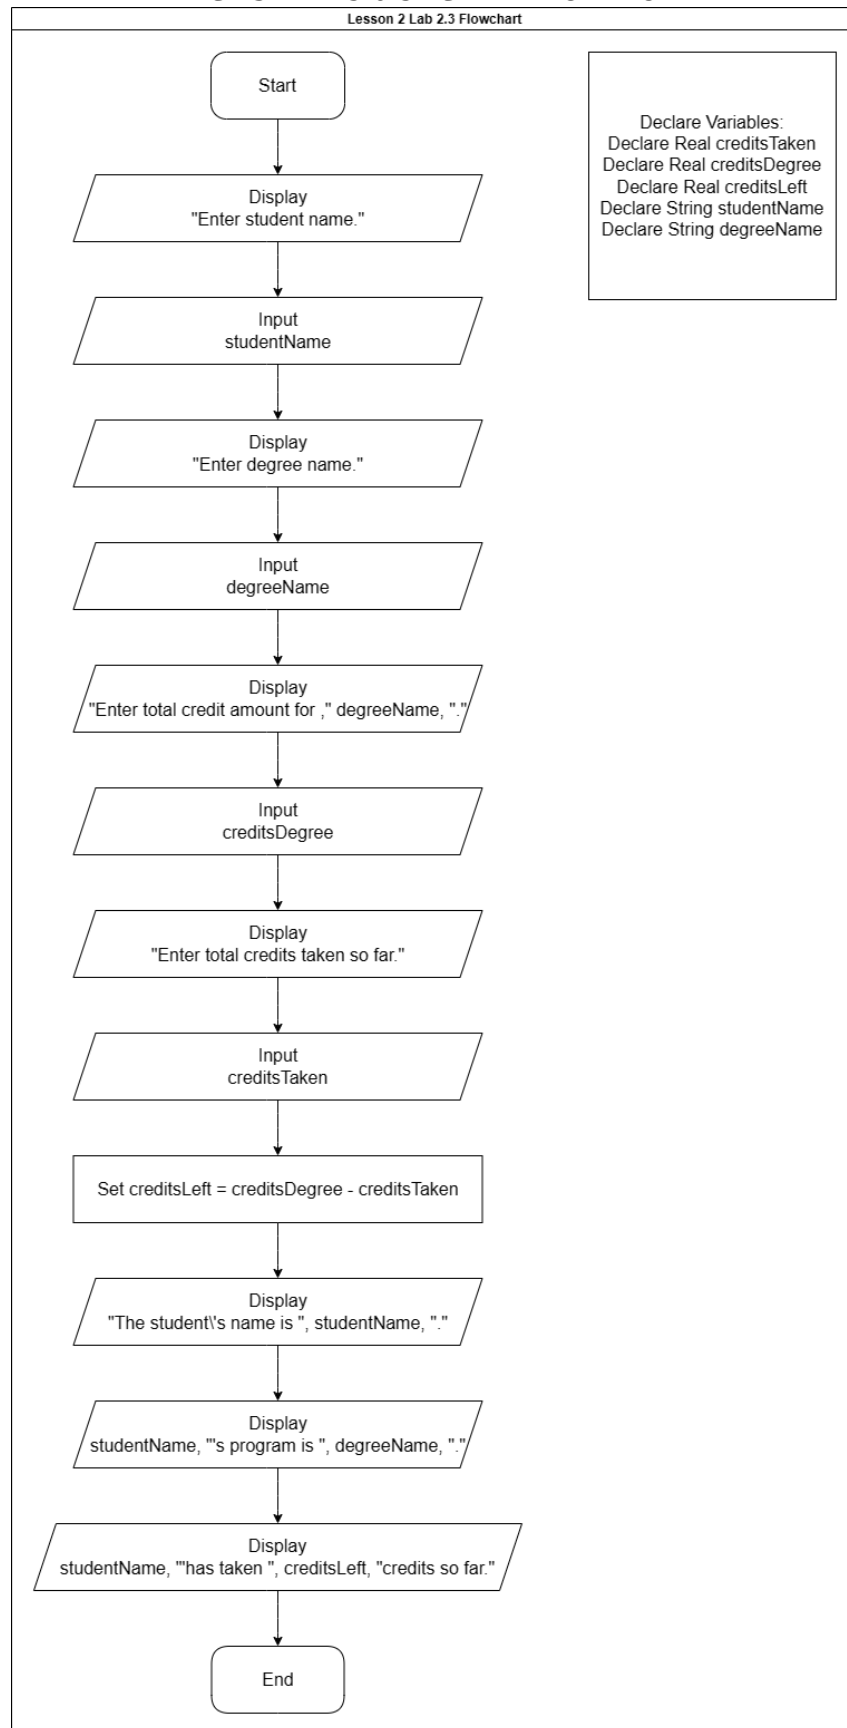 Lesson 2 Lab 2.3 Flowchart
Start
Display
"Enter student name."
Input
studentName
Display
"Enter degree name."
Input
degreeName
Display
"Enter total credit amount for ," degreeName, "."
Input
creditsDegree
Display
"Enter total credits taken so far."
Input
creditsTaken
Set creditsLeft = creditsDegree - creditsTaken
Display
"The student\'s name is ", studentName, "."
Display
studentName, "'s program is ", degreeName, "."
Display
studentName, "'has taken ", creditsLeft, "credits so far."
End
Declare Variables:
Declare Real creditsTaken
Declare Real creditsDegree
Declare Real creditsLeft
Declare String studentName
Declare String degreeName